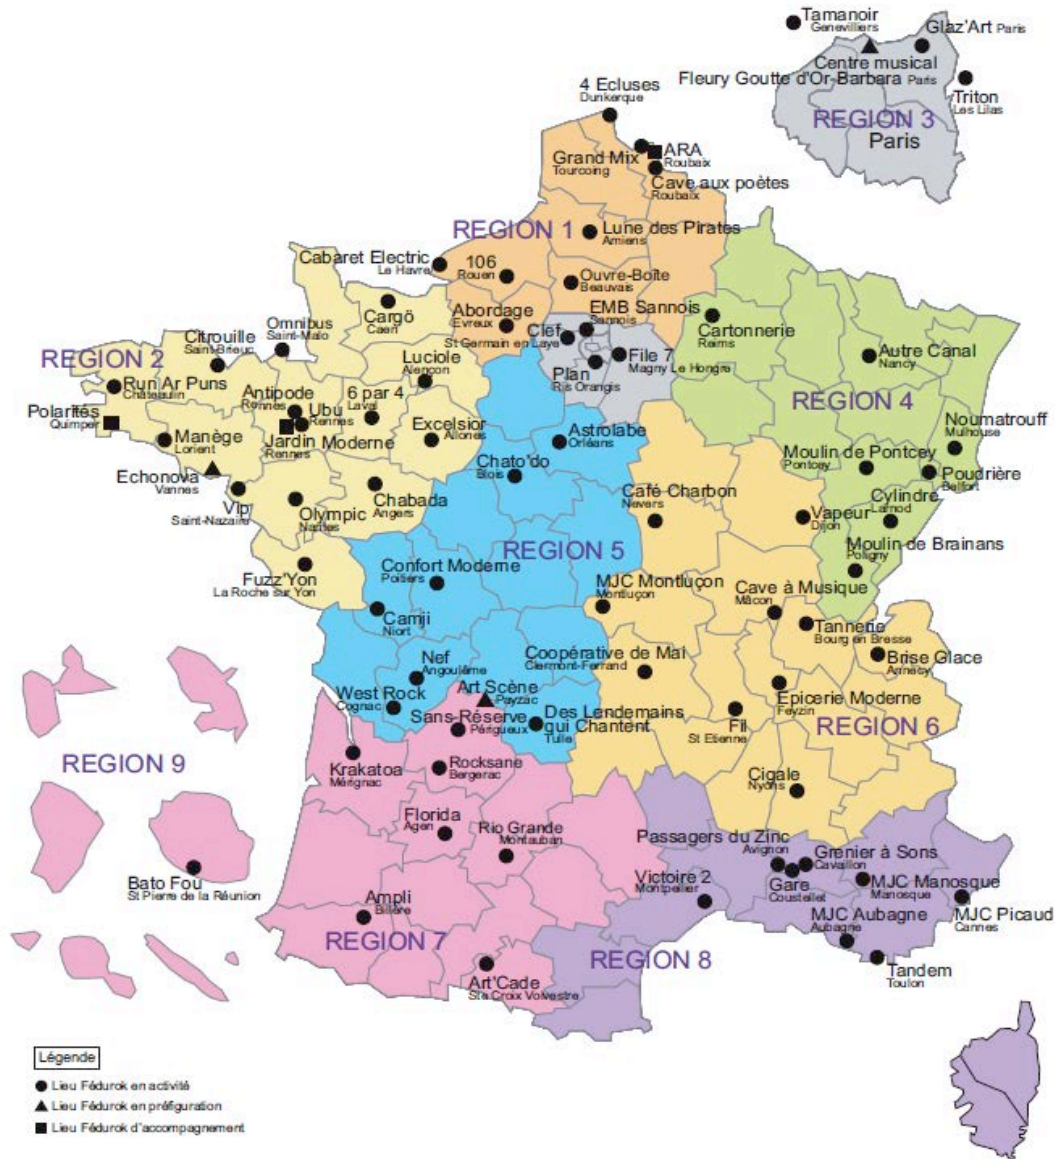 Tamanoir
Genevilliers
Glaz'Art Paris
Centre musical
Fleury Goutte d'Or-Barbara Paris
Triton
Les Lilas
REGION 3
Paris
4 Ecluses
Dunkerque
Grand Mix
Tourcoing
ARA
Roubaix
Cave aux poètes
Roubaix
REGION 1
Lune des Pirates
Amiens
Cabaret Electric
Le Havre
106
Rouen
Ouvre-Boîte
Beauvais
Abordage
Evreux
EMB Sannois
Sannois
Clef
St Germain en Laye
File 7
Magny Le Hongre
Plan
Ris Orangis
Cargö
Caen
Omnibus
Saint-Malo
Citrouille
Saint-Brieuc
REGION 2
Run Ar Puns
Châteaulin
Polarités
Quimper
Manège
Lorient
Echonova
Vannes
Antipode
Rennes
Ubu
Rennes
Jardin Moderne
Rennes
6 par 4
Laval
Luciole
Alençon
Excelsior
Allones
Vip
Saint-Nazaire
Olympic
Nantes
Chabada
Angers
Fuzz'Yon
La Roche sur Yon
Cartonnerie
Reims
Autre Canal
Nancy
REGION 4
Noumatrouff
Mulhouse
Moulin de Pontcey
Pontcey
Poudrière
Belfort
Cylindre
Larnod
Moulin de Brainans
Poligny
Astrolabe
Orléans
Chato'do
Blois
REGION 5
Confort Moderne
Poitiers
Camji
Niort
Nef
Angoulême
West Rock
Cognac
Des Lendemains
qui Chantent
Tulle
Café Charbon
Nevers
Vapeur
Dijon
MJC Montluçon
Montluçon
Cave à Musique
Mâcon
Tannerie
Bourg en Bresse
Brise Glace
Annecy
Coopérative de Mai
Clermont-Ferrand
Epicerie Moderne
Feyzin
Fil
St Etienne
REGION 6
Cigale
Nyons
Art Scène
Payzac
Sans-Réserve
Périgueux
Krakatoa
Mérignac
Rocksane
Bergerac
Florida
Agen
Rio Grande
Montauban
Ampli
Billère
REGION 7
Art'Cade
Ste Croix Volvestre
Passagers du Zinc
Avignon
Grenier à Sons
Cavaillon
Gare
Coustellet
Victoire 2
Montpellier
MJC Manosque
Manosque
MJC Picaud
Cannes
MJC Aubagne
Aubagne
Tandem
Toulon
REGION 8
REGION 9
Bato Fou
St Pierre de la Réunion
Légende
Lieu Fédurok en activité
Lieu Fédurok en préfiguration
Lieu Fédurok d'accompagnement